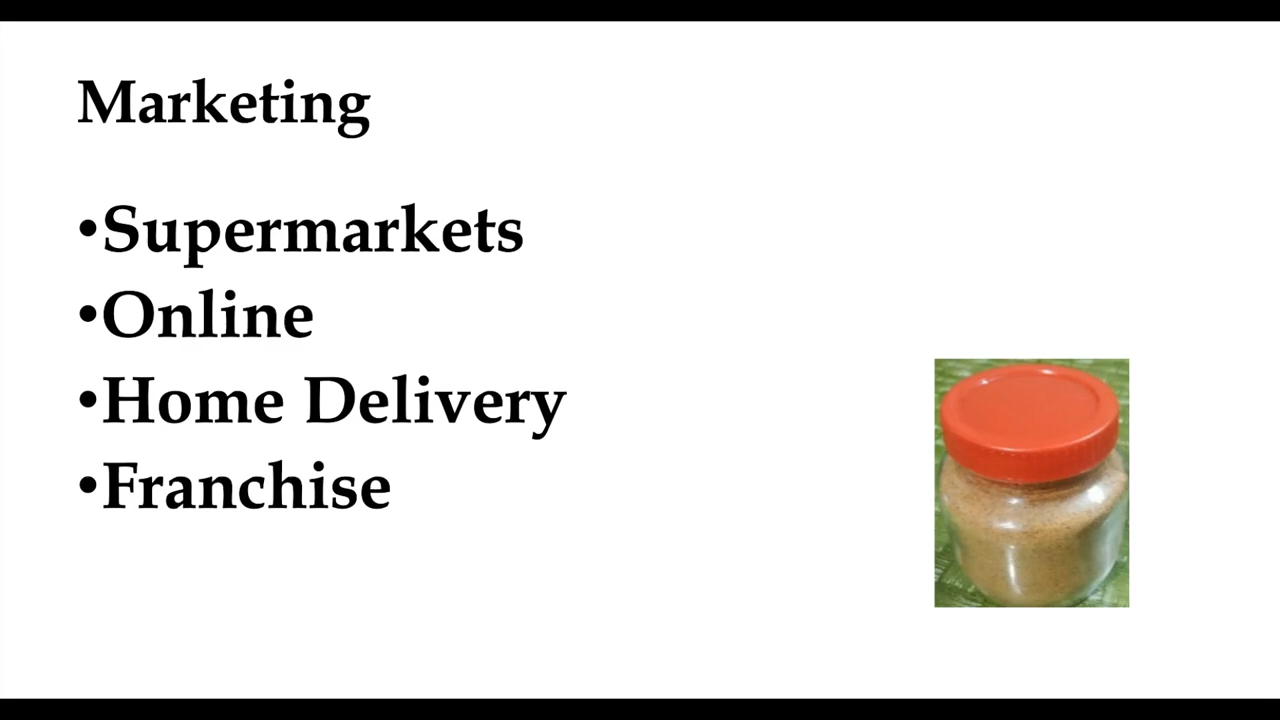 Marketing
•Supermarkets
•Online
•Home Delivery
•Franchise